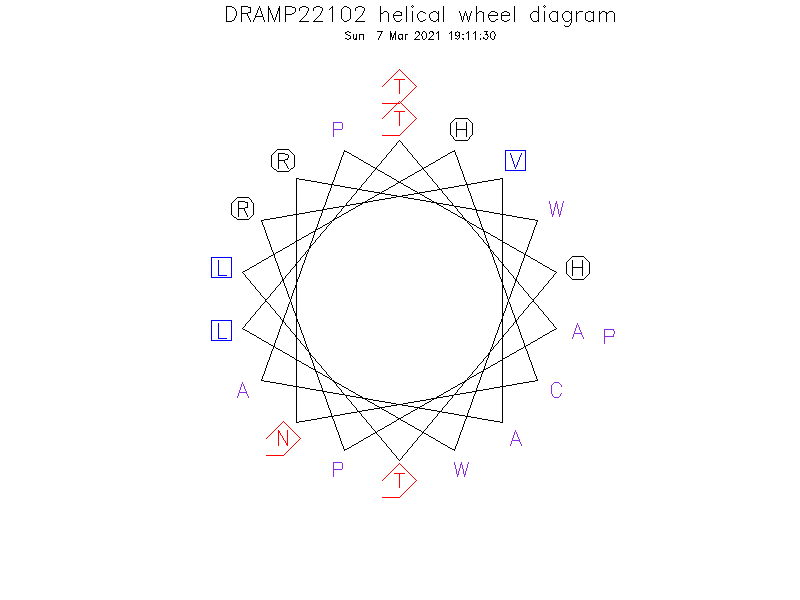 DRAMP22102 helical wheel diagram
Sun 7 Mar 2021 19:11:30
T
T
P H
R V
R W
L H
L A P
A C
N A
P T W